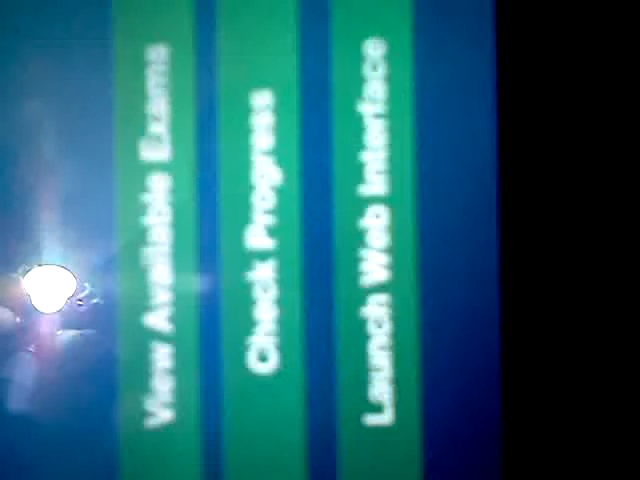 View Available Exams
Check Progress
Launch Web Interface